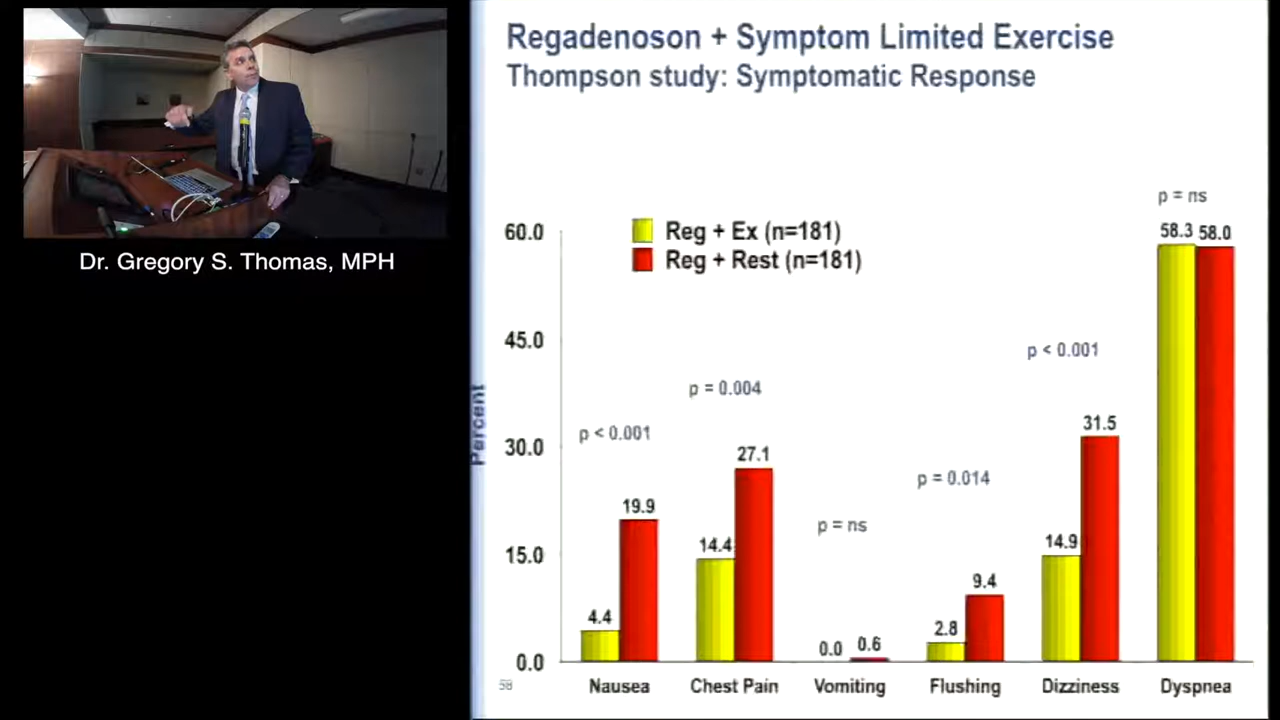 Regadenoson + Symptom Limited Exercise
Thompson study: Symptomatic Response
Dr. Gregory S. Thomas, MPH
Reg + Ex (n=181)
Reg + Rest (n=181)
Percent
60.0
45.0
30.0
15.0
0.0
p < 0.001
p = 0.004
p = ns
p = 0.014
p < 0.001
p = ns
4.4
19.9
14.4
27.1
0.0
0.6
2.8
9.4
14.9
31.5
58.3
58.0
Nausea
Chest Pain
Vomiting
Flushing
Dizziness
Dyspnea
58